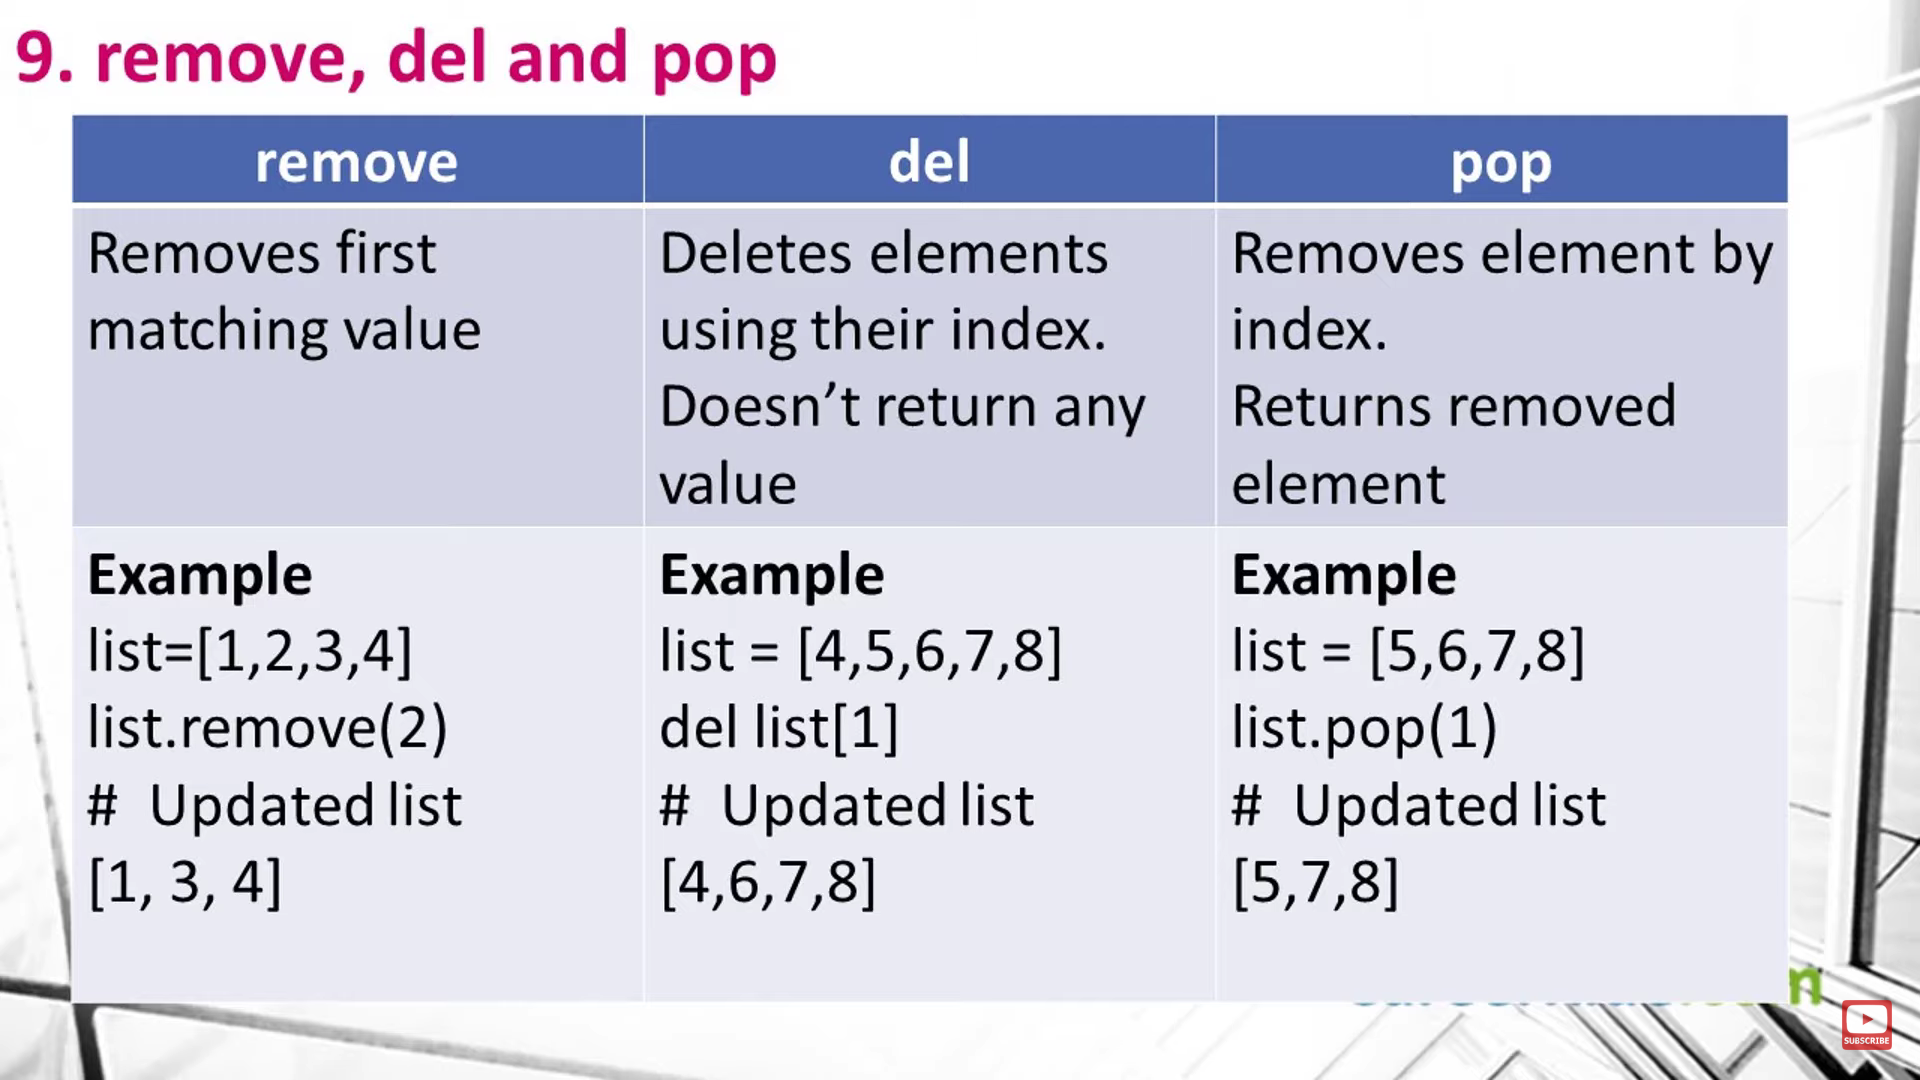 9. remove, del and pop
remove
del
pop
Removes first
matching value
Deletes elements
using their index.
Doesn’t return any
value
Removes element by
index.
Returns removed
element
Example
list=[1,2,3,4]
list.remove(2)
# Updated list
[1, 3, 4]
Example
list = [4,5,6,7,8]
del list[1]
# Updated list
[4,6,7,8]
Example
list = [5,6,7,8]
list.pop(1)
# Updated list
[5,7,8]
SUBSCRIBE